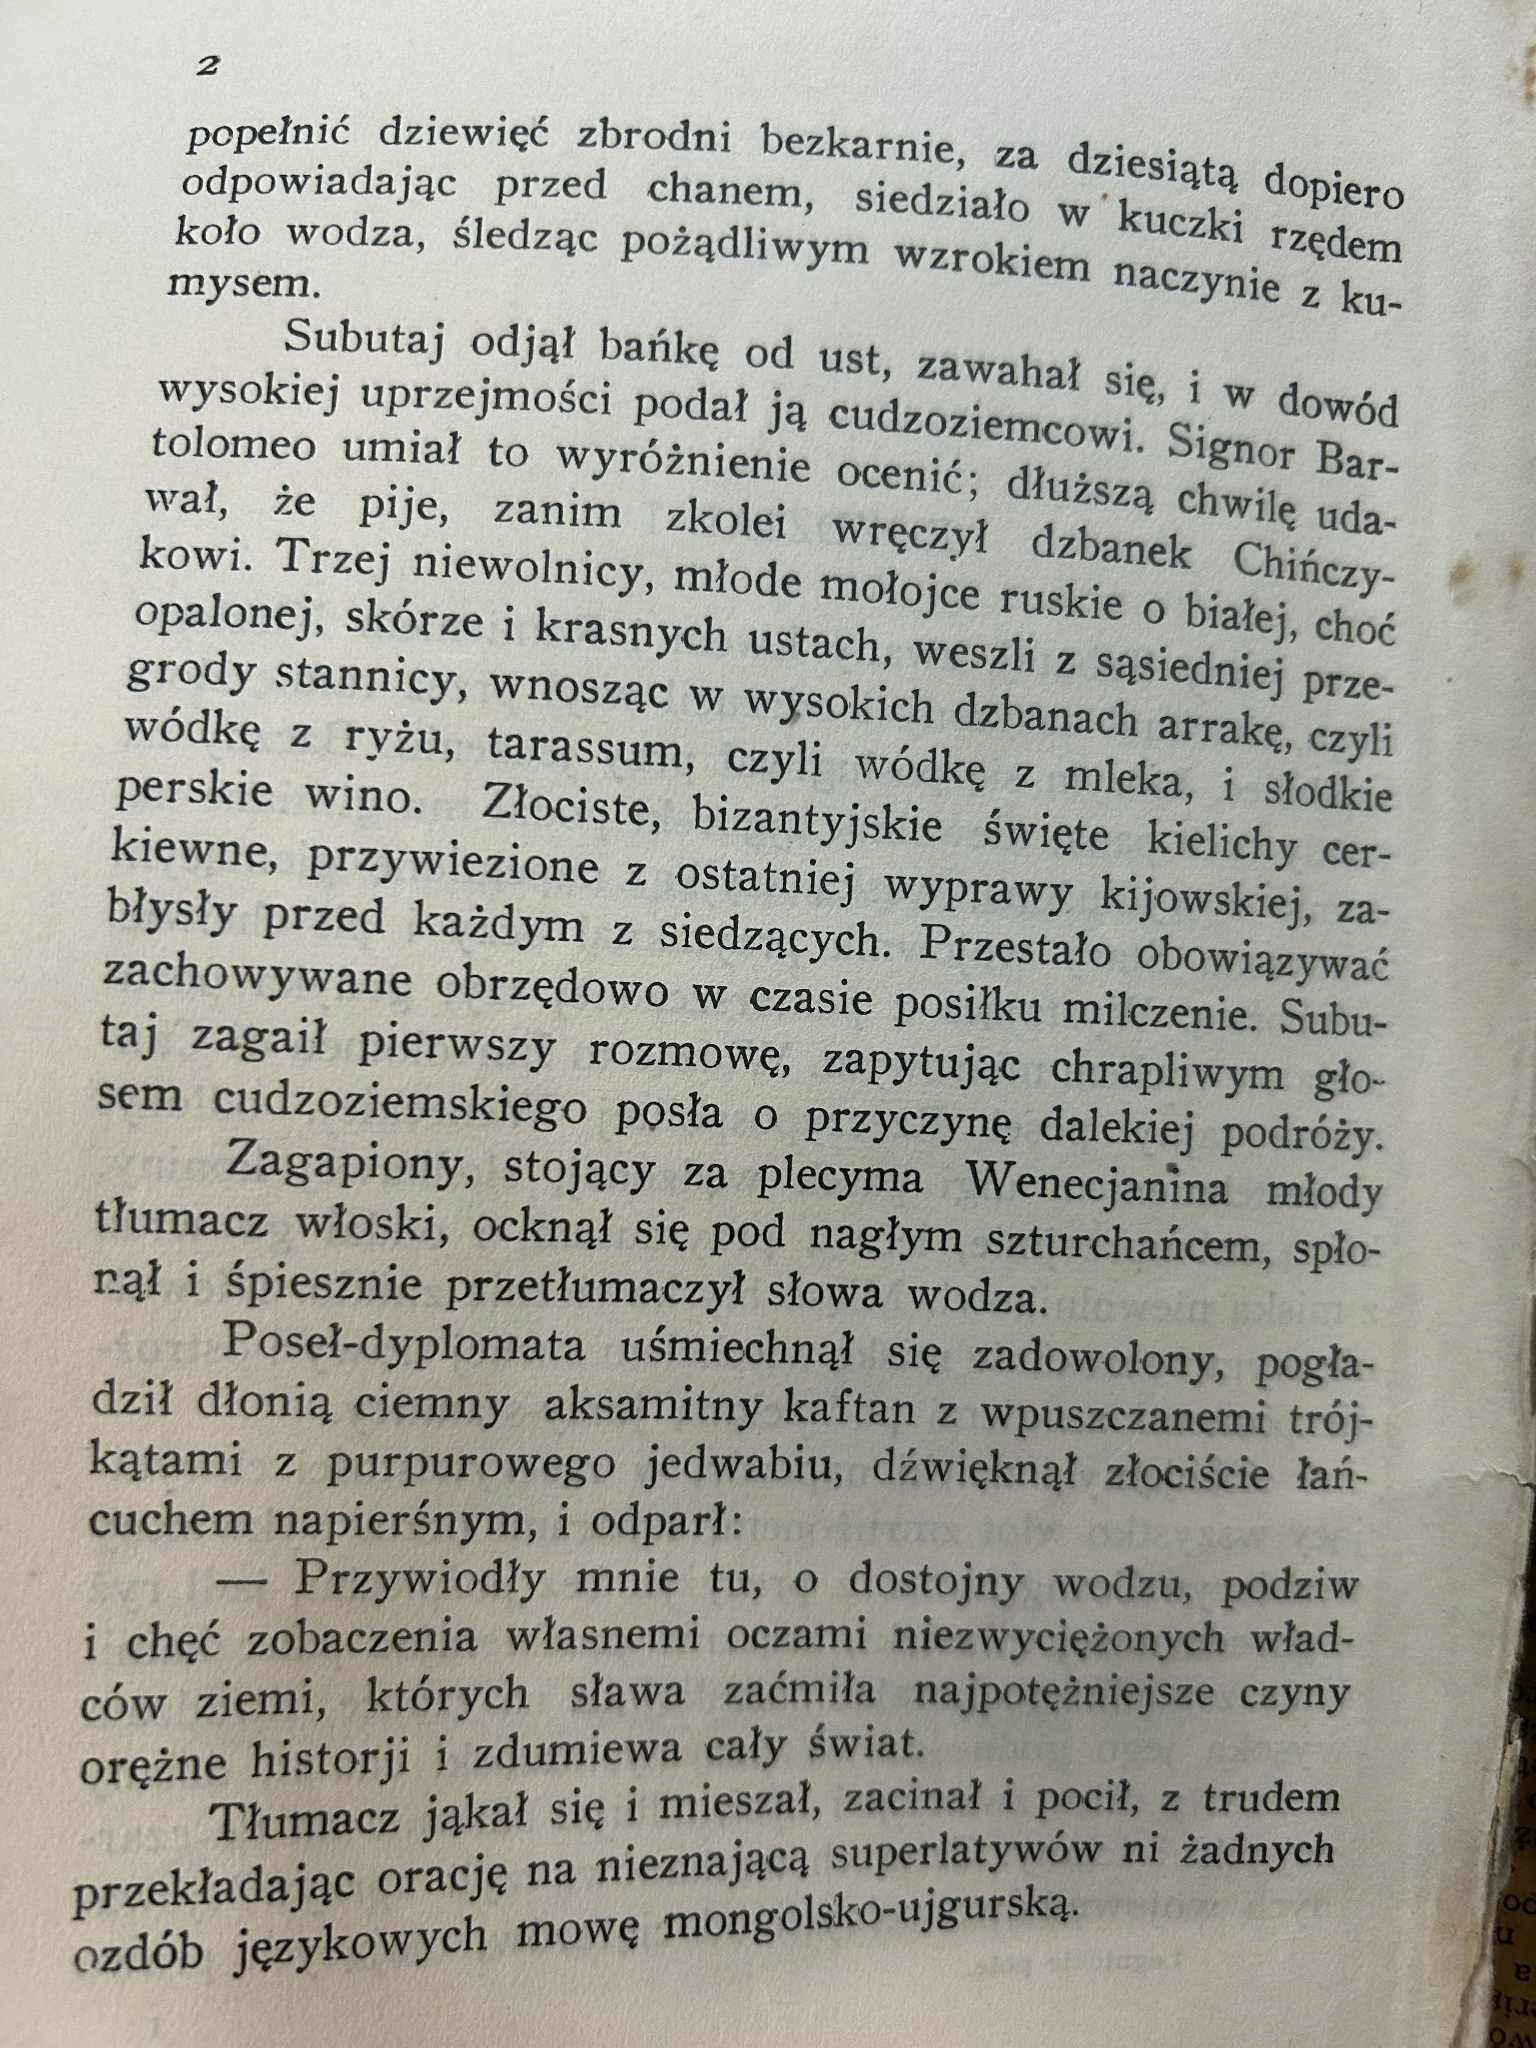 2
popełnić dziewięć zbrodni bezkarnie, za dziesiątą dopiero
odpowiadając przed chanem, siedziało w kuczki rzędem
koło wodza, śledząc pożądliwym wzrokiem naczynie z ku-
mysem.
Subutaj odjął bańkę od ust, zawahał się, i w dowód
wysokiej uprzejmości podał ją cudzoziemcowi. Signor Bar-
tolomeo umiał to wyróżnienie ocenić; dłuższą chwilę uda-
wał, że pije, zanim zkolei wręczył dzbanek Chińczy-
kowi. Trzej niewolnicy, młode mołojce ruskie o białej, choć
opalonej, skórze i krasnych ustach, weszli z sąsiedniej prze-
grody stannicy, wnosząc w wysokich dzbanach arrakę, czyli
wódkę z ryżu, tarassum, czyli wódkę z mleka, i słodkie
perskie wino. Złociste, bizantyjskie święte kielichy cer-
kiewne, przywiezione z ostatniej wyprawy kijowskiej, za-
błysły przed każdym z siedzących. Przestało obowiązywać
zachowywane obrzędowo w czasie posiłku milczenie. Subu-
taj zagaił pierwszy rozmowę, zapytując chrapliwym gło-
sem cudzoziemskiego posła o przyczynę dalekiej podróży.
Zagapiony, stojący za plecyma Wenecjanina młody
tłumacz włoski, ocknął się pod nagłym szturchańcem, spło-
nął i śpiesznie przetłumaczył słowa wodza.
Poseł-dyplomata uśmiechnął się zadowolony, pogła-
dził dłonią ciemny aksamitny kaftan z wpuszczanemi trój-
kątami z purpurowego jedwabiu, dźwięknął złociście łań-
cuchem napierśnym, i odparł:
— Przywiodły mnie tu, o dostojny wodzu, podziw
i chęć zobaczenia własnemi oczami niezwyciężonych wład-
ców ziemi, których sława zaćmiła najpotężniejsze czyny
orężne historji i zdumiewa cały świat.
Tłumacz jąkał się i mieszał, zacinał i pocił, z trudem
przekładając orację na nieznającą superlatywów ni żadnych
ozdób językowych mowę mongolsko-ujgurską.